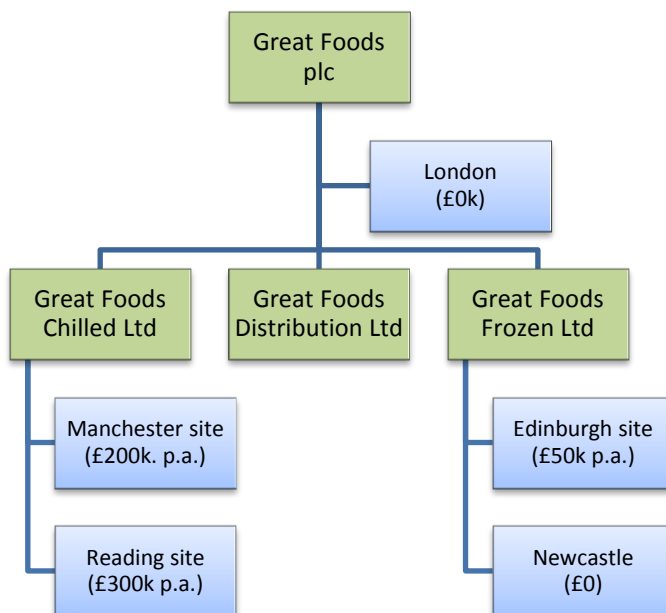 Great Foods
plc
London
(£0k)
Great Foods
Chilled Ltd
Great Foods
Distribution Ltd
Great Foods
Frozen Ltd
Manchester site
(£200k. p.a.)
Edinburgh site
(£50k p.a.)
Reading site
(£300k p.a.)
Newcastle
(£0)